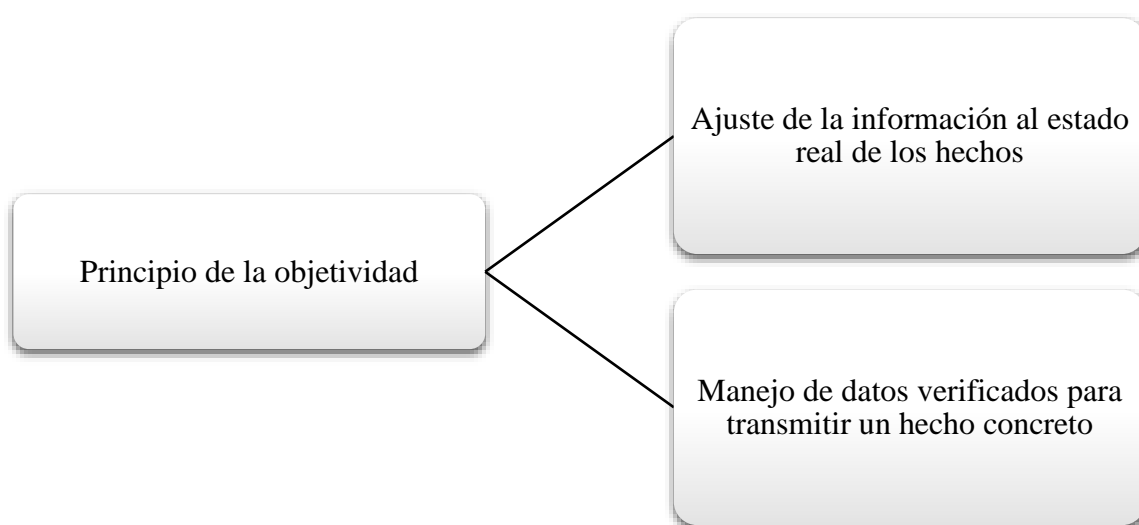 Principio de la objetividad
Ajuste de la información al estado
real de los hechos
Manejo de datos verificados para
transmitir un hecho concreto